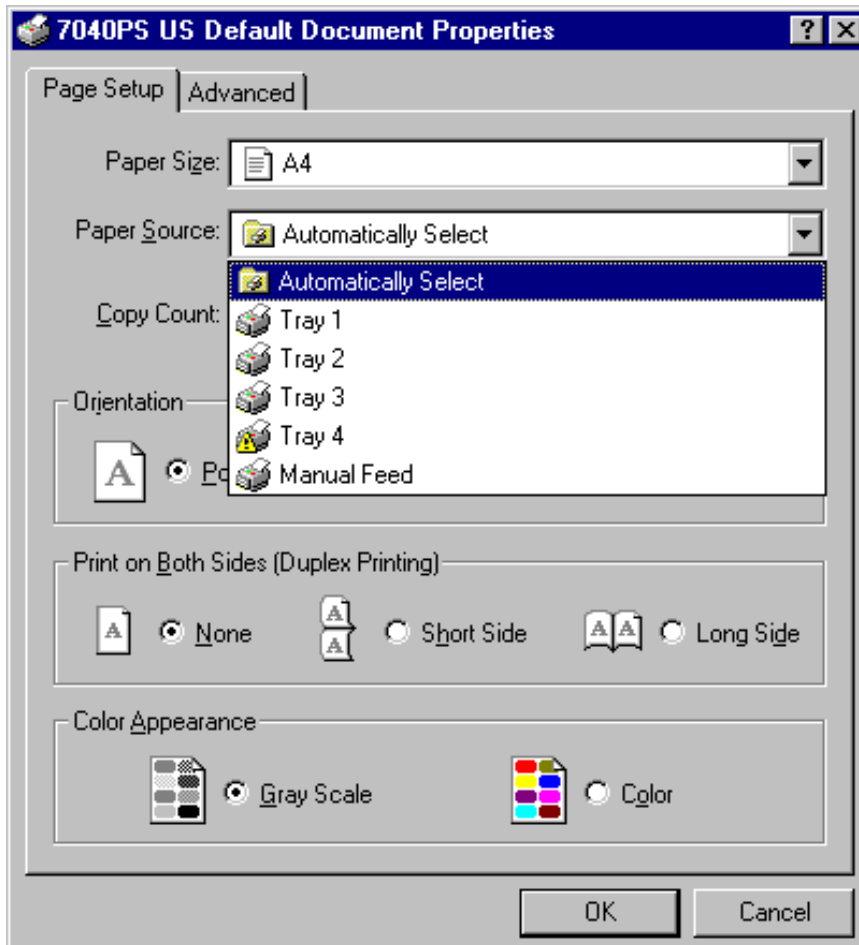 7040PS US Default Document Properties
Page Setup
Advanced
Paper Size: A4
Paper Source: Automatically Select
Automatically Select
Copy Count: Tray 1
Tray 2
Orientation Tray 3
Tray 4
A Manual Feed
Print on Both Sides (Duplex Printing)
A None A A Short Side A A Long Side
Color Appearance
Gray Scale Color
OK Cancel